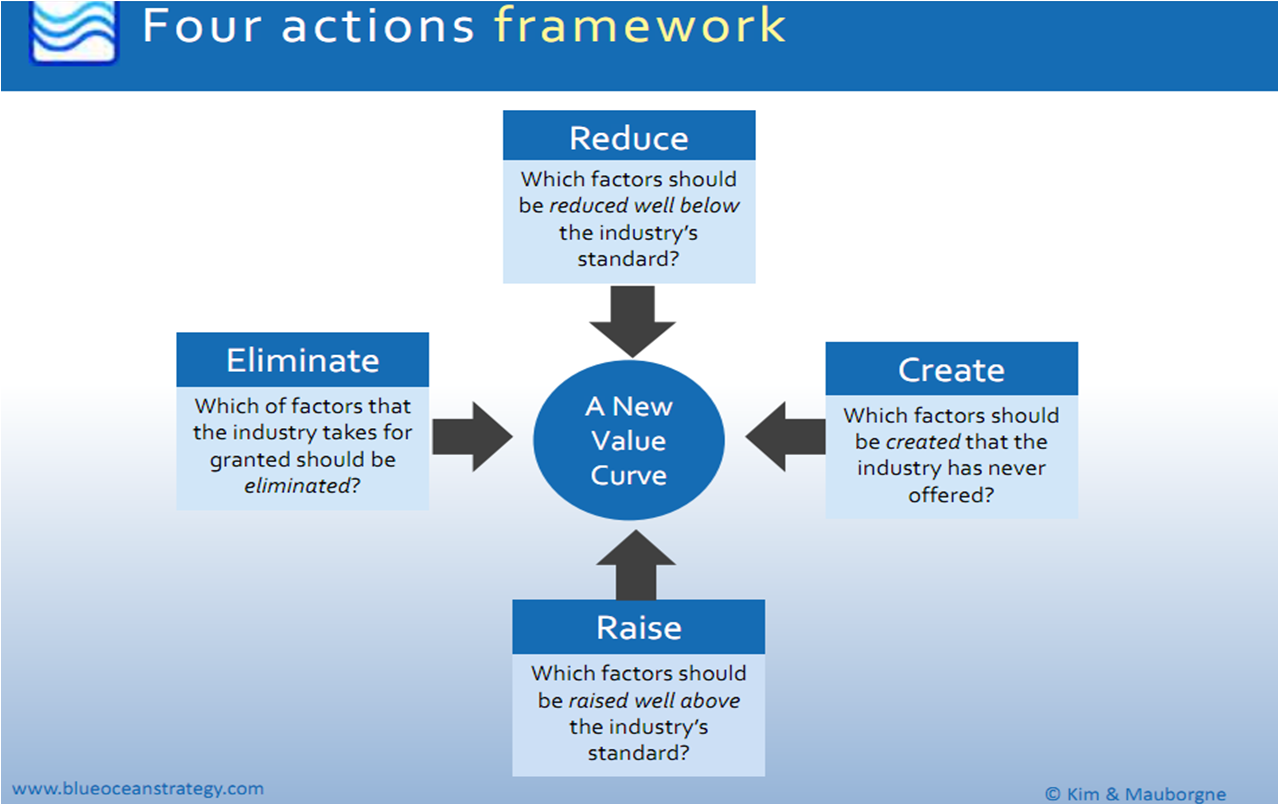 Four actions framework
Reduce
Which factors should
be reduced well below
the industry's
standard?
Eliminate
Which of factors that
the industry takes for
granted should be
eliminated?
A New
Value
Curve
Create
Which factors should
be created that the
industry has never
offered?
Raise
Which factors should
be raised well above
the industry's
standard?
www.blueoceanstrategy.com
© Kim & Mauborgne